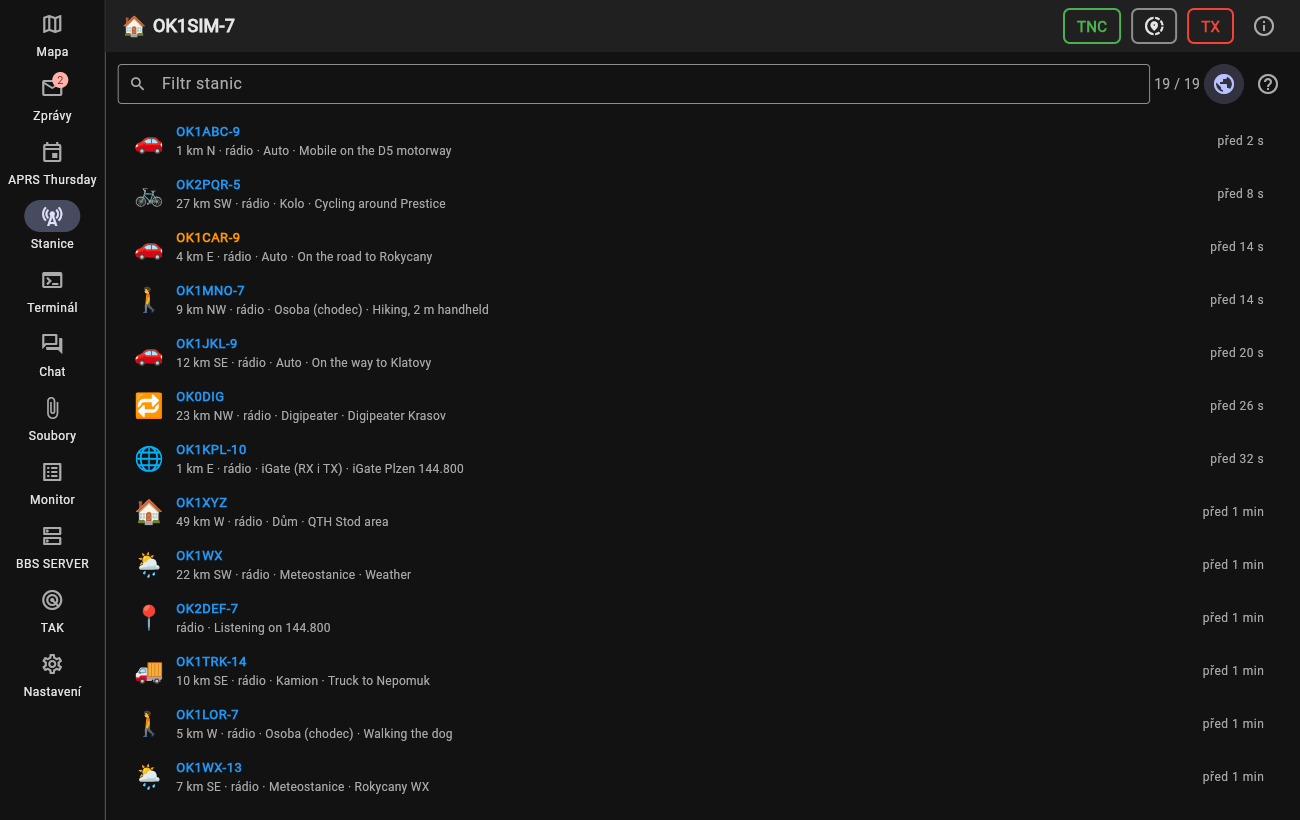 Mapa
2
Zprávy
APRS Thursday
Stanice
Terminál
Chat
Soubory
Monitor
BBS SERVER
TAK
Nastavení
OK1SIM-7
TNC
TX
Filtr stanic
19 / 19
OK1ABC-9
1 km N · rádio · Auto · Mobile on the D5 motorway
před 2 s
OK2PQR-5
27 km SW · rádio · Kolo · Cycling around Prestice
před 8 s
OK1CAR-9
4 km E · rádio · Auto · On the road to Rokycany
před 14 s
OK1MNO-7
9 km NW · rádio · Osoba (chodec) · Hiking, 2 m handheld
před 14 s
OK1JKL-9
12 km SE · rádio · Auto · On the way to Klatovy
před 20 s
OK0DIG
23 km NW · rádio · Digipeater · Digipeater Krasov
před 26 s
OK1KPL-10
1 km E · rádio · iGate (RX i TX) · iGate Plzen 144.800
před 32 s
OK1XYZ
49 km W · rádio · Dům · QTH Stod area
před 1 min
OK1WX
22 km SW · rádio · Meteostanice · Weather
před 1 min
OK2DEF-7
rádio · Listening on 144.800
před 1 min
OK1TRK-14
10 km SE · rádio · Kamion · Truck to Nepomuk
před 1 min
OK1LOR-7
5 km W · rádio · Osoba (chodec) · Walking the dog
před 1 min
OK1WX-13
7 km SE · rádio · Meteostanice · Rokycany WX
před 1 min